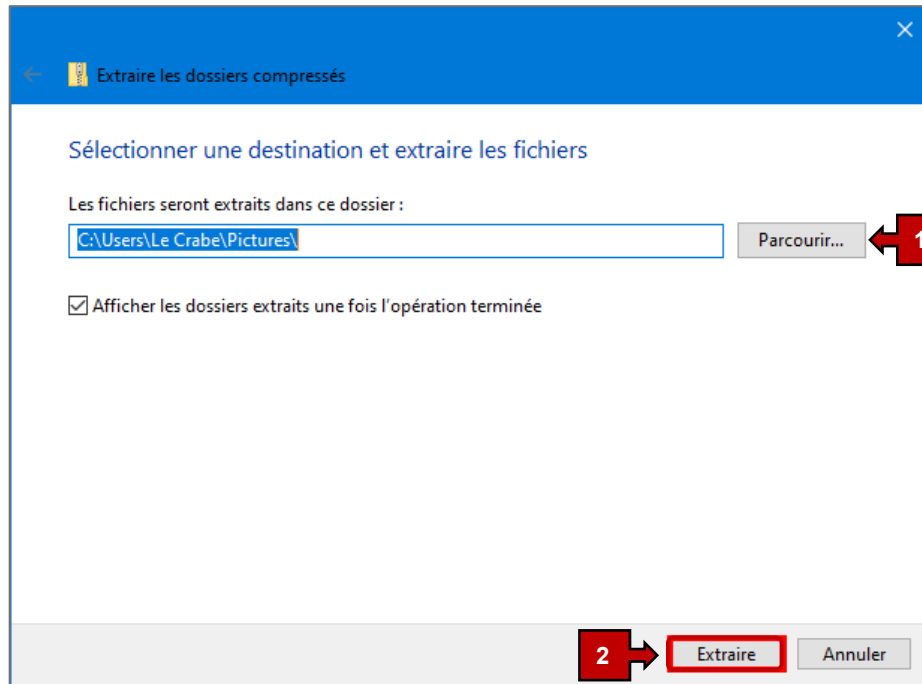 Extraire les dossiers compressés
Sélectionner une destination et extraire les fichiers
Les fichiers seront extraits dans ce dossier :
C:\Users\Le Crabe\Pictures\ Parcourir... 1
Afficher les dossiers extraits une fois l'opération terminée
2 Extraire Annuler